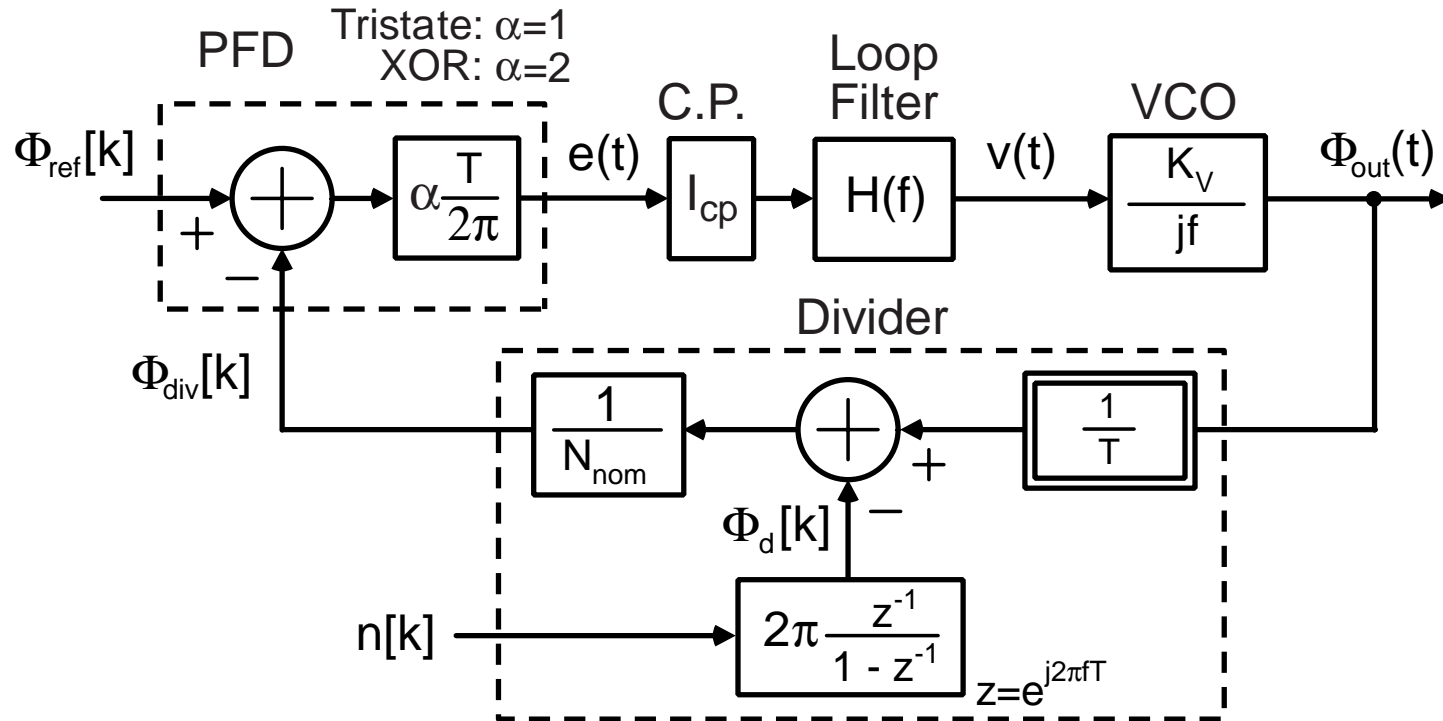 PFD
Tristate: α=1
XOR: α=2
C.P.
Loop
Filter
VCO
Φref[k]
+
−
α T/2π
e(t)
Icp
H(f)
v(t)
KV/jf
Φout(t)
Divider
Φdiv[k]
1/Nnom
+
−
1/T
Φd[k]
n[k]
2π z⁻¹/(1 - z⁻¹)
z=e^j2πfT